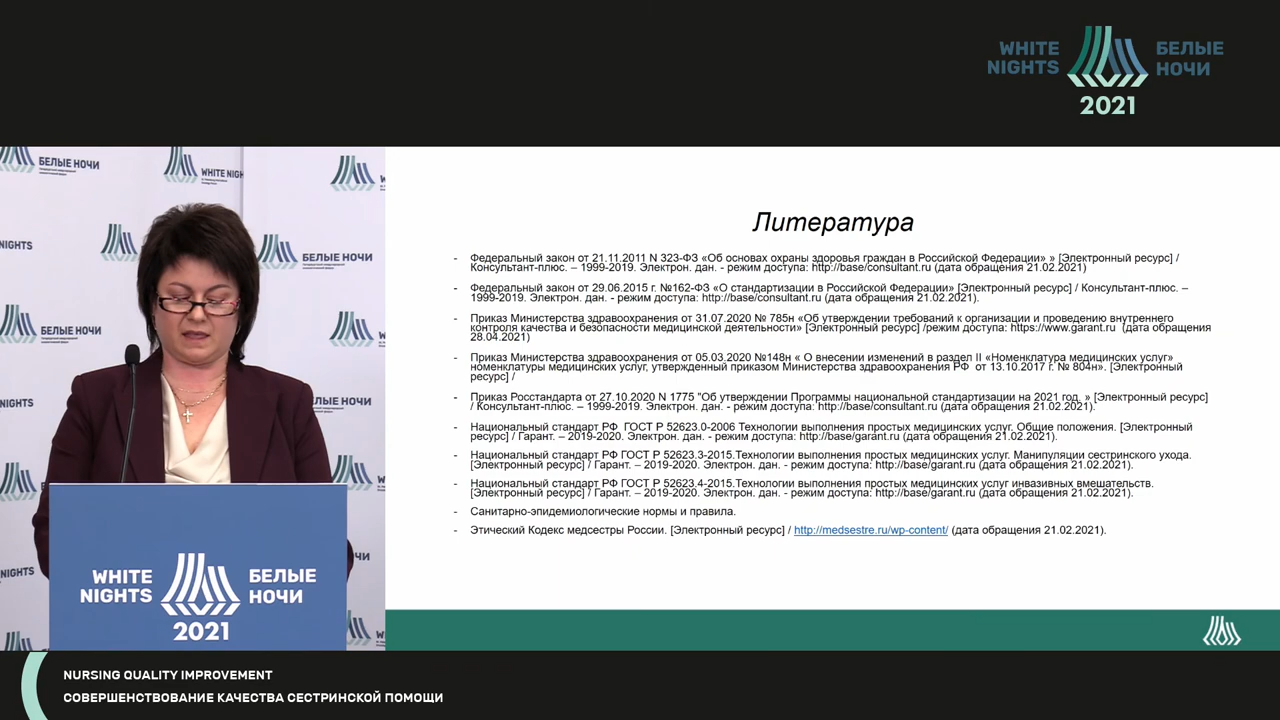 WHITE
NIGHTS
БЕЛЫЕ
НОЧИ
2021
БЕЛЫЕ НОЧИ
WHITE NIGH
NIGHTS
БЕЛЫЕ НОЧИ
БЕЛЫЕ НОЧИ
NIGHTS
NIGHTS
WHITE
NIGHTS
БЕЛЫЕ
НОЧИ
2021
Литература
- Федеральный закон от 21.11.2011 N 323-ФЗ «Об основах охраны здоровья граждан в Российской Федерации» » [Электронный ресурс] /
Консультант-плюс. – 1999-2019. Электрон. дан. - режим доступа: http://base/consultant.ru (дата обращения 21.02.2021)
- Федеральный закон от 29.06.2015 г. №162-ФЗ «О стандартизации в Российской Федерации» [Электронный ресурс] / Консультант-плюс. –
1999-2019. Электрон. дан. - режим доступа: http://base/consultant.ru (дата обращения 21.02.2021).
- Приказ Министерства здравоохранения от 31.07.2020 № 785н «Об утверждении требований к организации и проведению внутреннего
контроля качества и безопасности медицинской деятельности» [Электронный ресурс] /режим доступа: https://www.garant.ru (дата обращения
28.04.2021)
- Приказ Министерства здравоохранения от 05.03.2020 №148н « О внесении изменений в раздел II «Номенклатура медицинских услуг»
номенклатуры медицинских услуг, утвержденный приказом Министерства здравоохранения РФ от 13.10.2017 г. № 804н». [Электронный
ресурс] /
- Приказ Росстандарта от 27.10.2020 N 1775 "Об утверждении Программы национальной стандартизации на 2021 год. » [Электронный ресурс]
/ Консультант-плюс. – 1999-2019. Электрон. дан. - режим доступа: http://base/consultant.ru (дата обращения 21.02.2021).
- Национальный стандарт РФ ГОСТ Р 52623.0-2006 Технологии выполнения простых медицинских услуг. Общие положения. [Электронный
ресурс] / Гарант. – 2019-2020. Электрон. дан. - режим доступа: http://base/garant.ru (дата обращения 21.02.2021).
- Национальный стандарт РФ ГОСТ Р 52623.3-2015.Технологии выполнения простых медицинских услуг. Манипуляции сестринского ухода.
[Электронный ресурс] / Гарант. – 2019-2020. Электрон. дан. - режим доступа: http://base/garant.ru (дата обращения 21.02.2021).
- Национальный стандарт РФ ГОСТ Р 52623.4-2015.Технологии выполнения простых медицинских услуг инвазивных вмешательств.
[Электронный ресурс] / Гарант. – 2019-2020. Электрон. дан. - режим доступа: http://base/garant.ru (дата обращения 21.02.2021).
- Санитарно-эпидемиологические нормы и правила.
- Этический Кодекс медсестры России. [Электронный ресурс] / http://medsestre.ru/wp-content/ (дата обращения 21.02.2021).
NURSING QUALITY IMPROVEMENT
СОВЕРШЕНСТВОВАНИЕ КАЧЕСТВА СЕСТРИНСКОЙ ПОМОЩИ